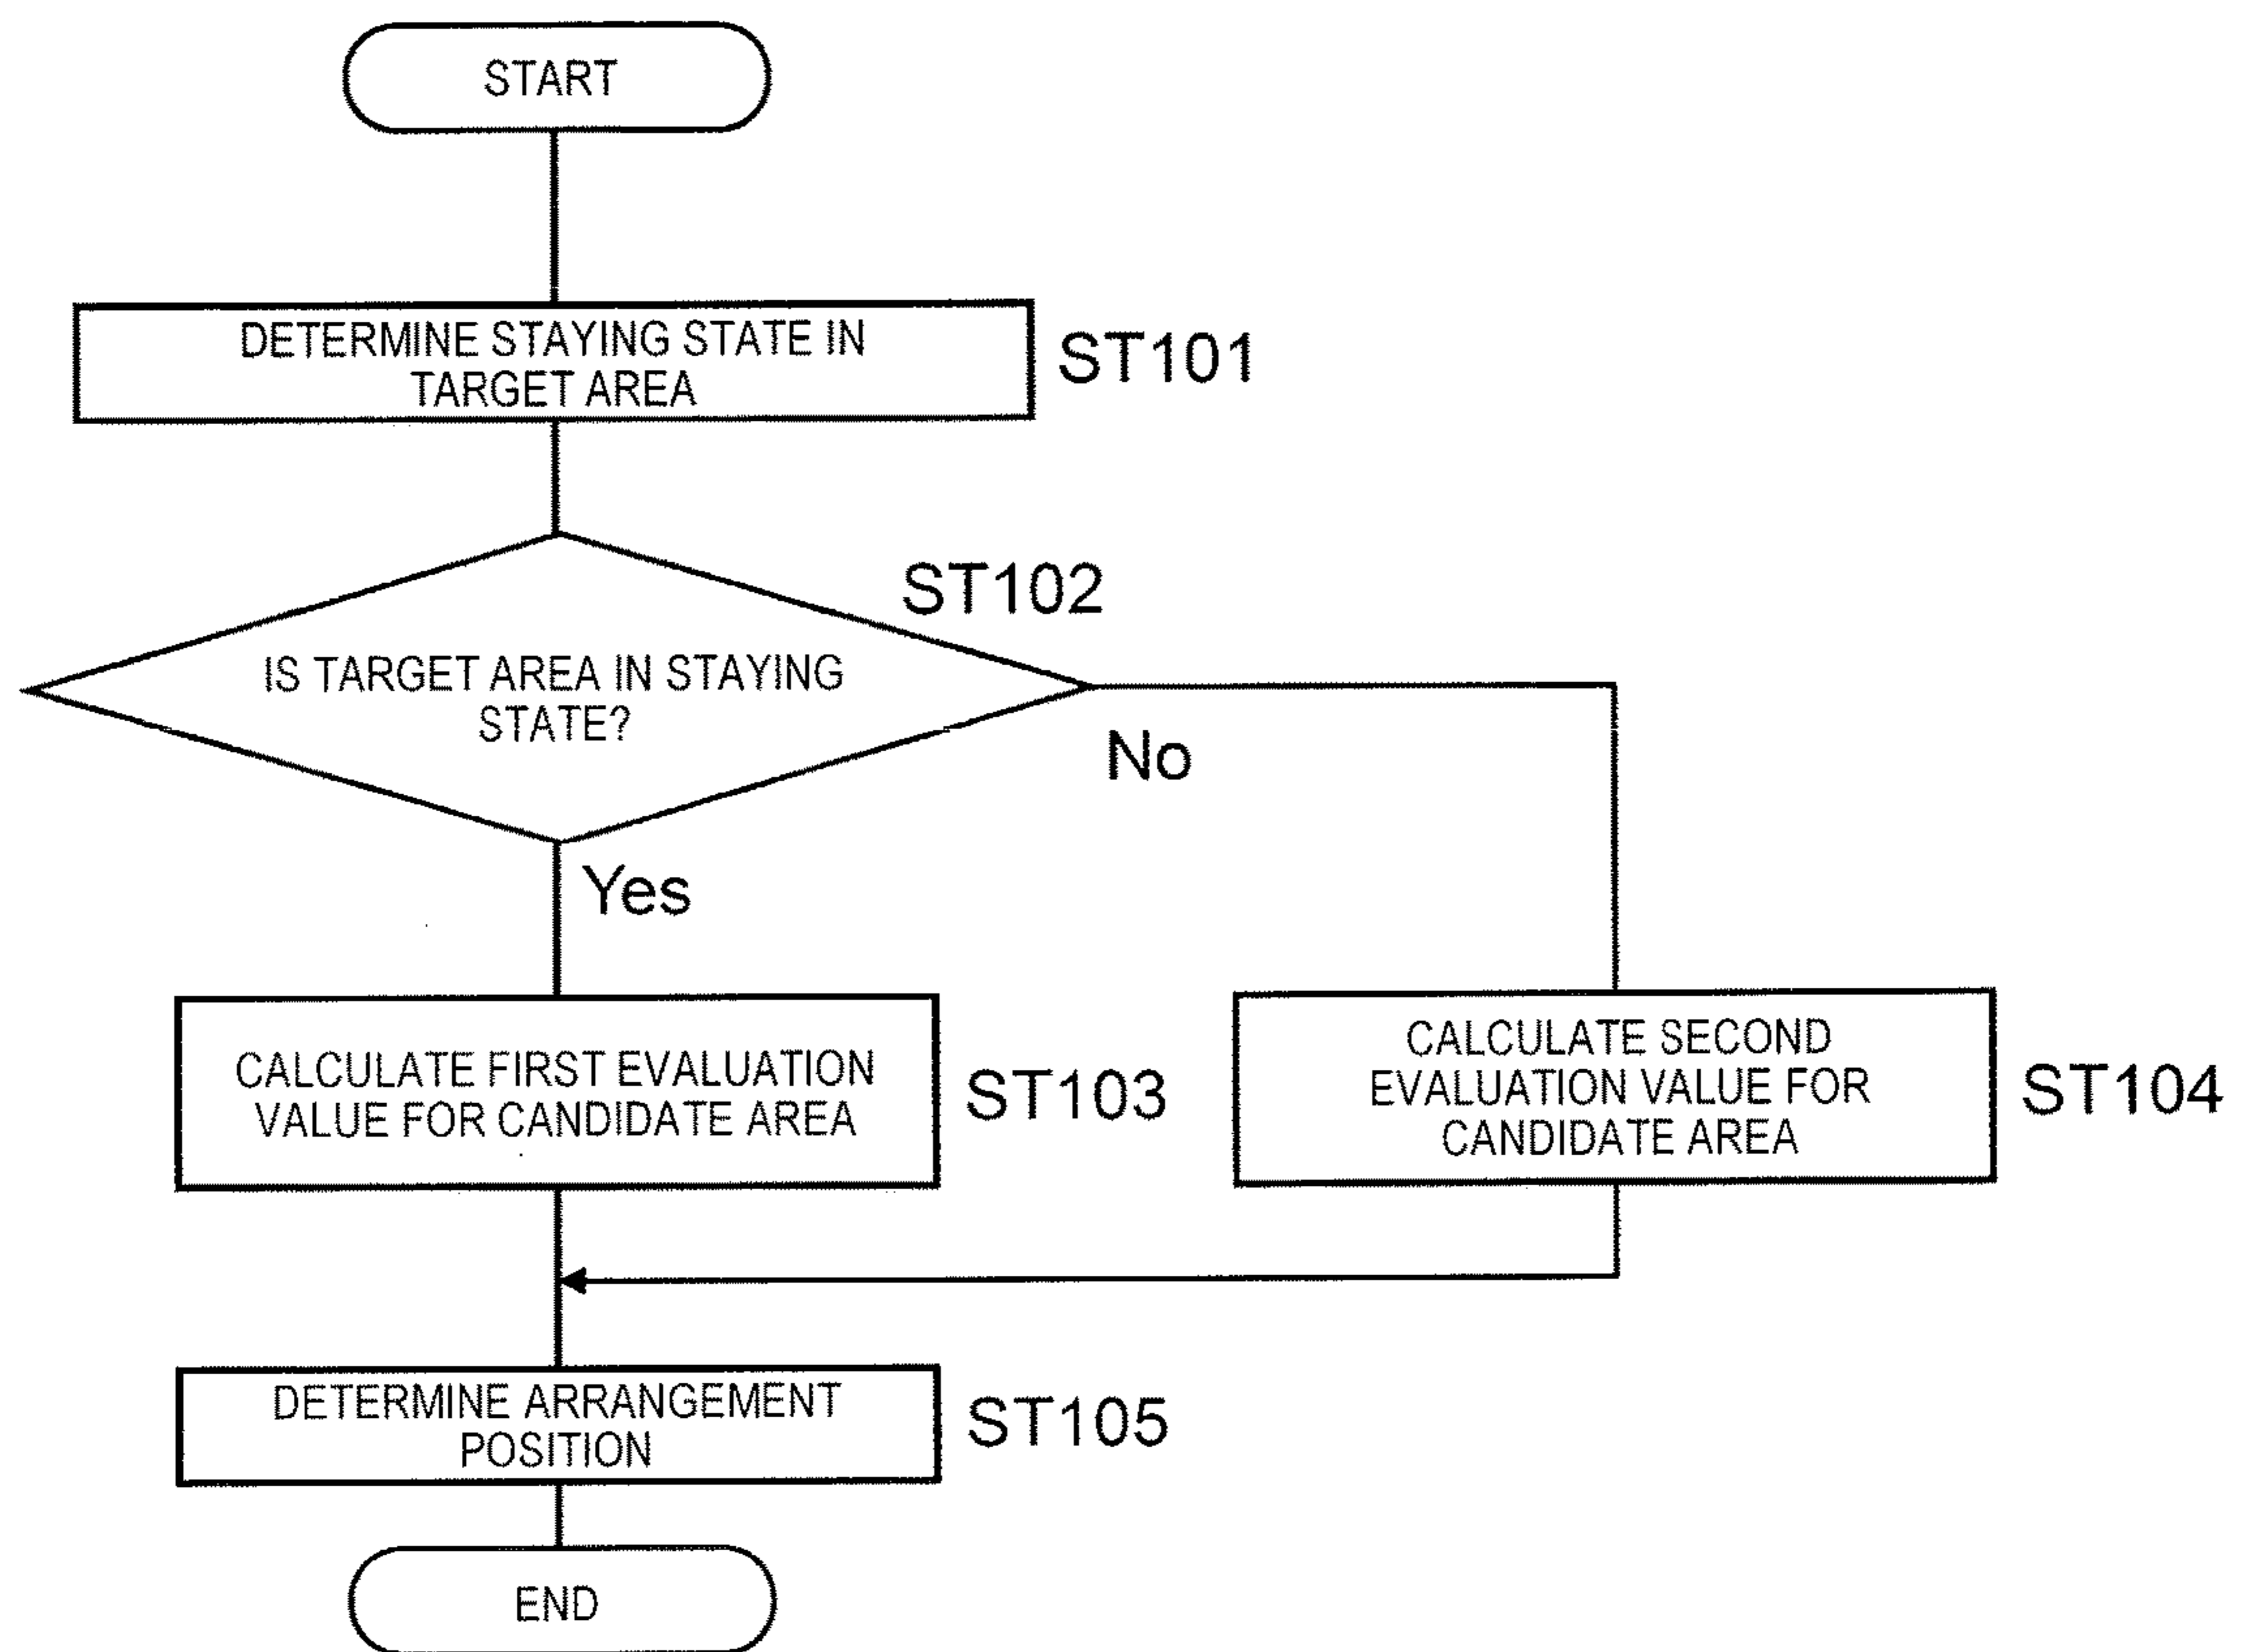 START
DETERMINE STAYING STATE IN
TARGET AREA
ST101
ST102
IS TARGET AREA IN STAYING
STATE?
No
Yes
CALCULATE FIRST EVALUATION
VALUE FOR CANDIDATE AREA
ST103
CALCULATE SECOND
EVALUATION VALUE FOR
CANDIDATE AREA
ST104
DETERMINE ARRANGEMENT
POSITION
ST105
END